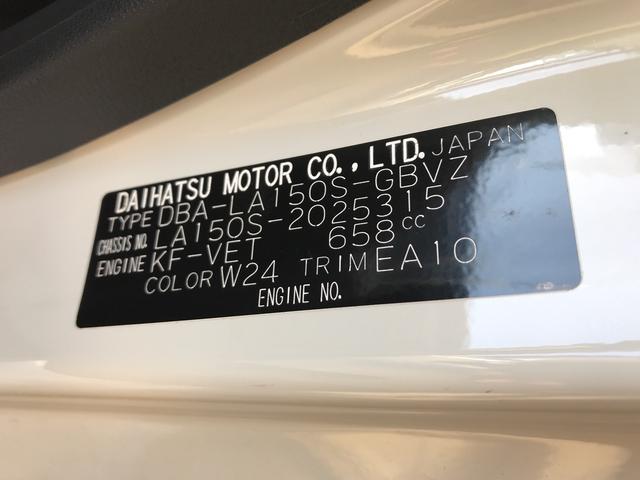 DAIHATSU MOTOR CO., LTD. JAPAN
TYPE DBA-LA150S-GBVZ
CHASSIS NO. LA150S-2025315
ENGINE KF-VET 658cc
COLOR W24 TRIM EA10
ENGINE NO.